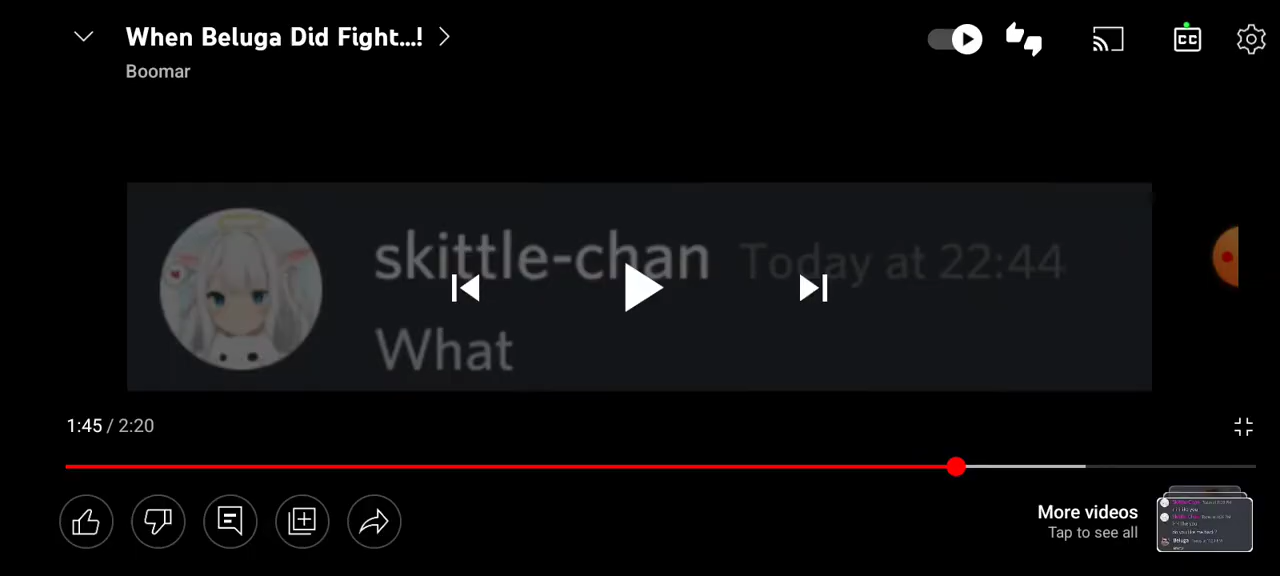 When Beluga Did Fight...!
Boomar
CC
skittle-chan Today at 22:44
What
1:45 / 2:20
More videos
Tap to see all